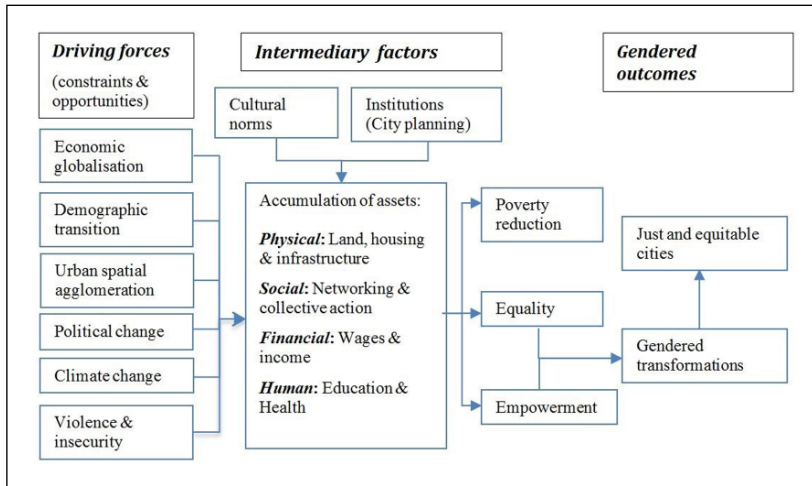 Driving forces
(constraints &
opportunities)
Economic
globalisation
Demographic
transition
Urban spatial
agglomeration
Political change
Climate change
Violence &
insecurity
Intermediary factors
Cultural
norms
Institutions
(City planning)
Accumulation of assets:
Physical: Land, housing
& infrastructure
Social: Networking &
collective action
Financial: Wages &
income
Human: Education &
Health
Gendered
outcomes
Poverty
reduction
Equality
Empowerment
Just and equitable
cities
Gendered
transformations